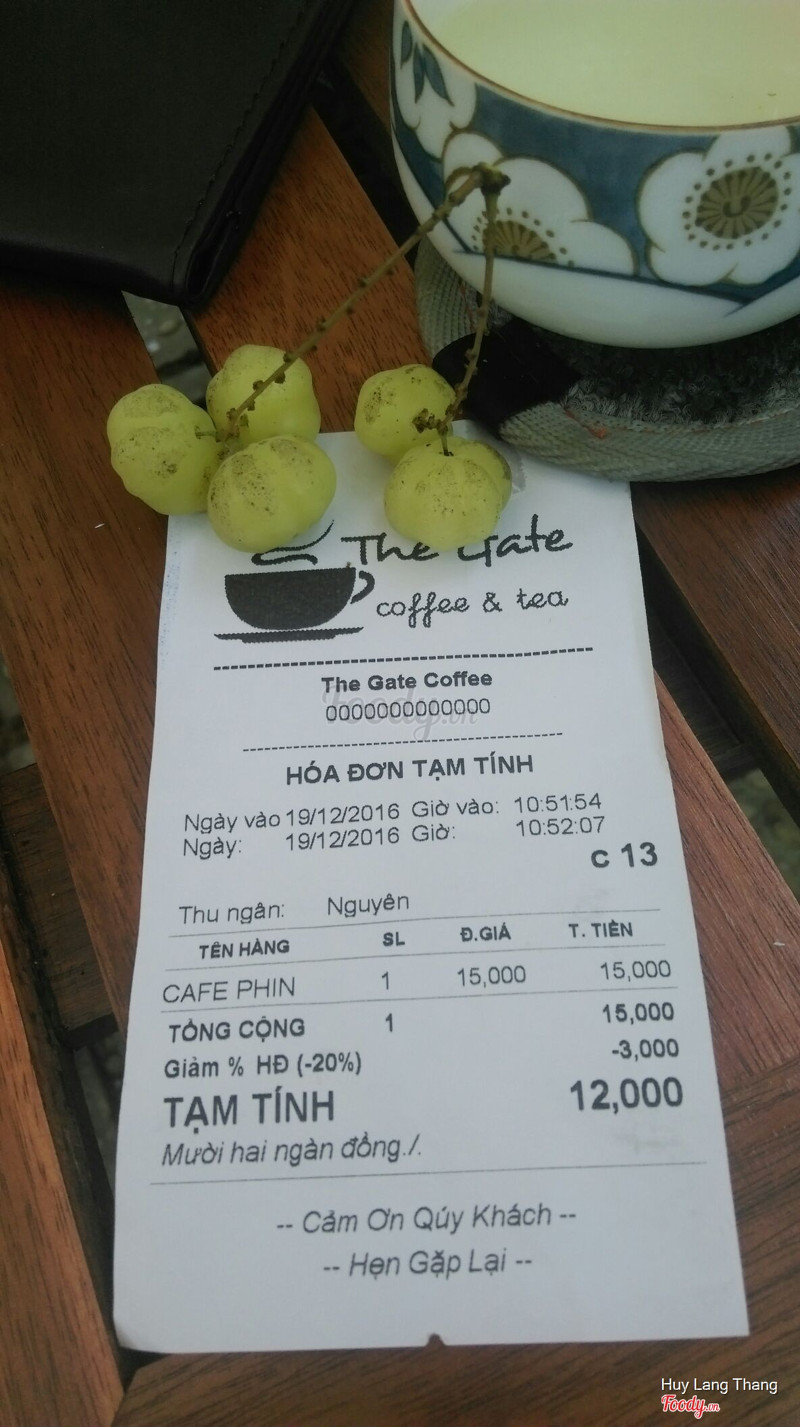 The Gate
coffee & tea
The Gate Coffee
0000000000000
HÓA ĐƠN TẠM TÍNH
Ngày vào 19/12/2016 Giờ vào: 10:51:54
Ngày: 19/12/2016 Giờ: 10:52:07
C 13
Thu ngân: Nguyên
TÊN HÀNG SL Đ.GIÁ T. TIỀN
CAFE PHIN 1 15,000 15,000
TỔNG CỘNG 1 15,000
Giảm % HĐ (-20%) -3,000
TẠM TÍNH 12,000
Mười hai ngàn đồng./.
-- Cảm Ơn Qúy Khách --
-- Hẹn Gặp Lại --
Foody.vn
Huy Lang Thang
Foody.vn